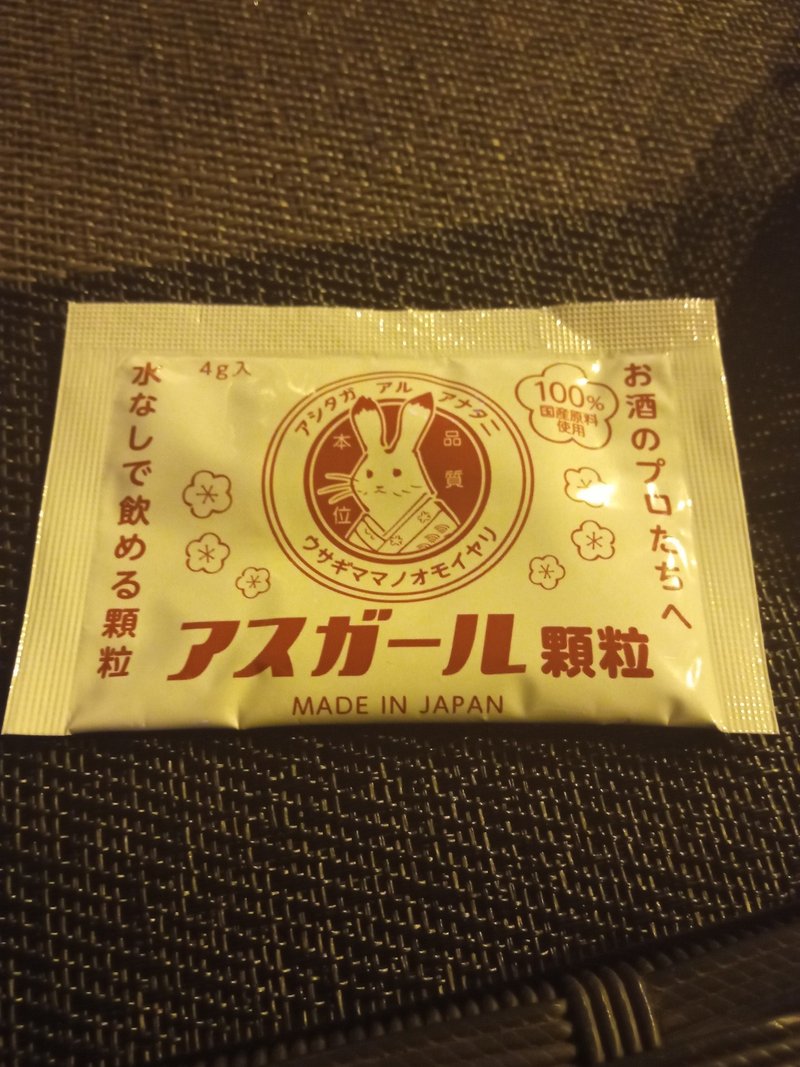 お酒のプロたちへ
100%
国産原料
使用
アシタガ アル アナタニ
品質
本位
ウサギママノオモイヤリ
4g入
水なしで飲める顆粒
アスガール顆粒
MADE IN JAPAN